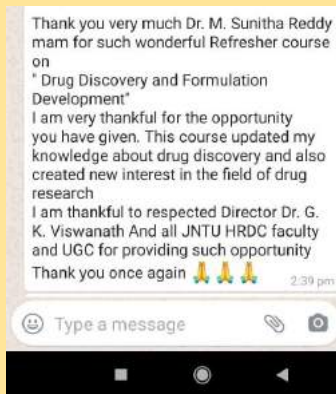 Thank you very much Dr. M. Sunitha Reddy
mam for such wonderful Refresher course
on
" Drug Discovery and Formulation
Development"
I am very thankful for the opportunity
you have given. This course updated my
knowledge about drug discovery and also
created new interest in the field of drug
research
I am thankful to respected Director Dr. G.
K. Viswanath And all JNTU HRDC faculty
and UGC for providing such opportunity
Thank you once again 🙏 🙏 🙏
2:39 pm
Type a message